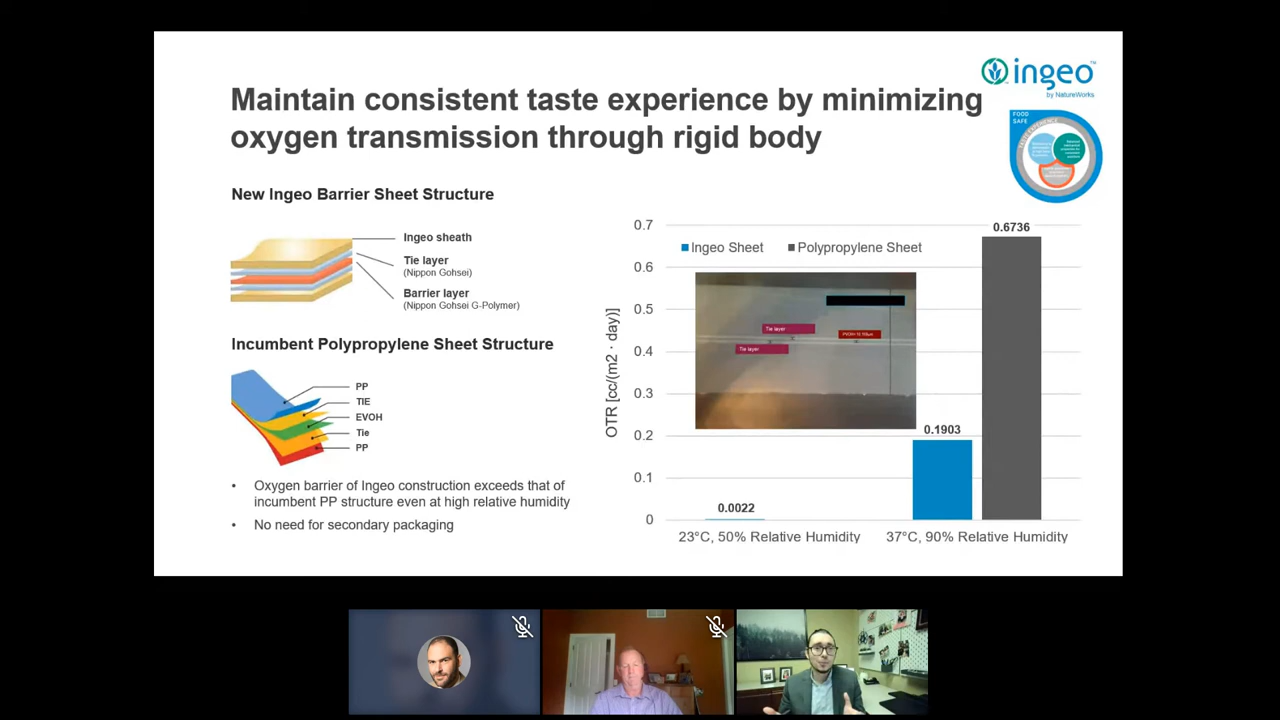 Maintain consistent taste experience by minimizing
oxygen transmission through rigid body
ingeo™
by NatureWorks
FOOD
SAFE
New Ingeo Barrier Sheet Structure
Ingeo sheath
Tie layer
(Nippon Gohsei)
Barrier layer
(Nippon Gohsei G-Polymer)
Incumbent Polypropylene Sheet Structure
PP
TIE
EVOH
Tie
PP
• Oxygen barrier of Ingeo construction exceeds that of
incumbent PP structure even at high relative humidity
• No need for secondary packaging
OTR [cc/(m2 · day)]
0.7
0.6
0.5
0.4
0.3
0.2
0.1
0
Ingeo Sheet
Polypropylene Sheet
Tie layer
Tie layer
0.0022
0.1903
0.6736
23°C, 50% Relative Humidity
37°C, 90% Relative Humidity